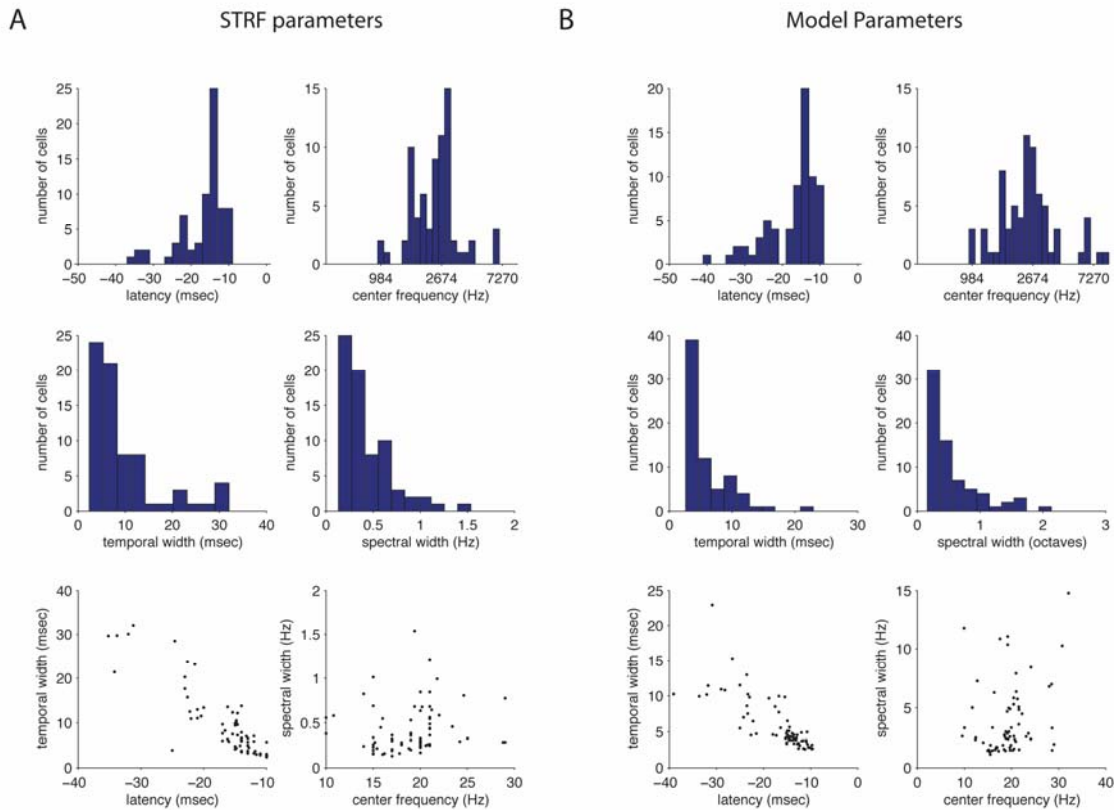 A
STRF parameters
B
Model Parameters
number of cells
25
20
15
10
5
0
−50 −40 −30 −20 −10 0
latency (msec)
number of cells
15
10
5
0
984 2674 7270
center frequency (Hz)
number of cells
20
15
10
5
0
−50 −40 −30 −20 −10 0
latency (msec)
number of cells
15
10
5
0
984 2674 7270
center frequency (Hz)
number of cells
25
20
15
10
5
0
0 10 20 30 40
temporal width (msec)
number of cells
25
20
15
10
5
0
0 0.5 1 1.5 2
spectral width (Hz)
number of cells
40
30
20
10
0
0 10 20 30
temporal width (msec)
number of cells
40
30
20
10
0
0 1 2 3
spectral width (octaves)
temporal width (msec)
40
30
20
10
0
−40 −30 −20 −10
latency (msec)
spectral width (Hz)
2
1.5
1
0.5
0
10 15 20 25 30
center frequency (Hz)
temporal width (msec)
25
20
15
10
5
0
−40 −30 −20 −10 0
latency (msec)
spectral width (Hz)
15
10
5
0
0 10 20 30 40
center frequency (Hz)